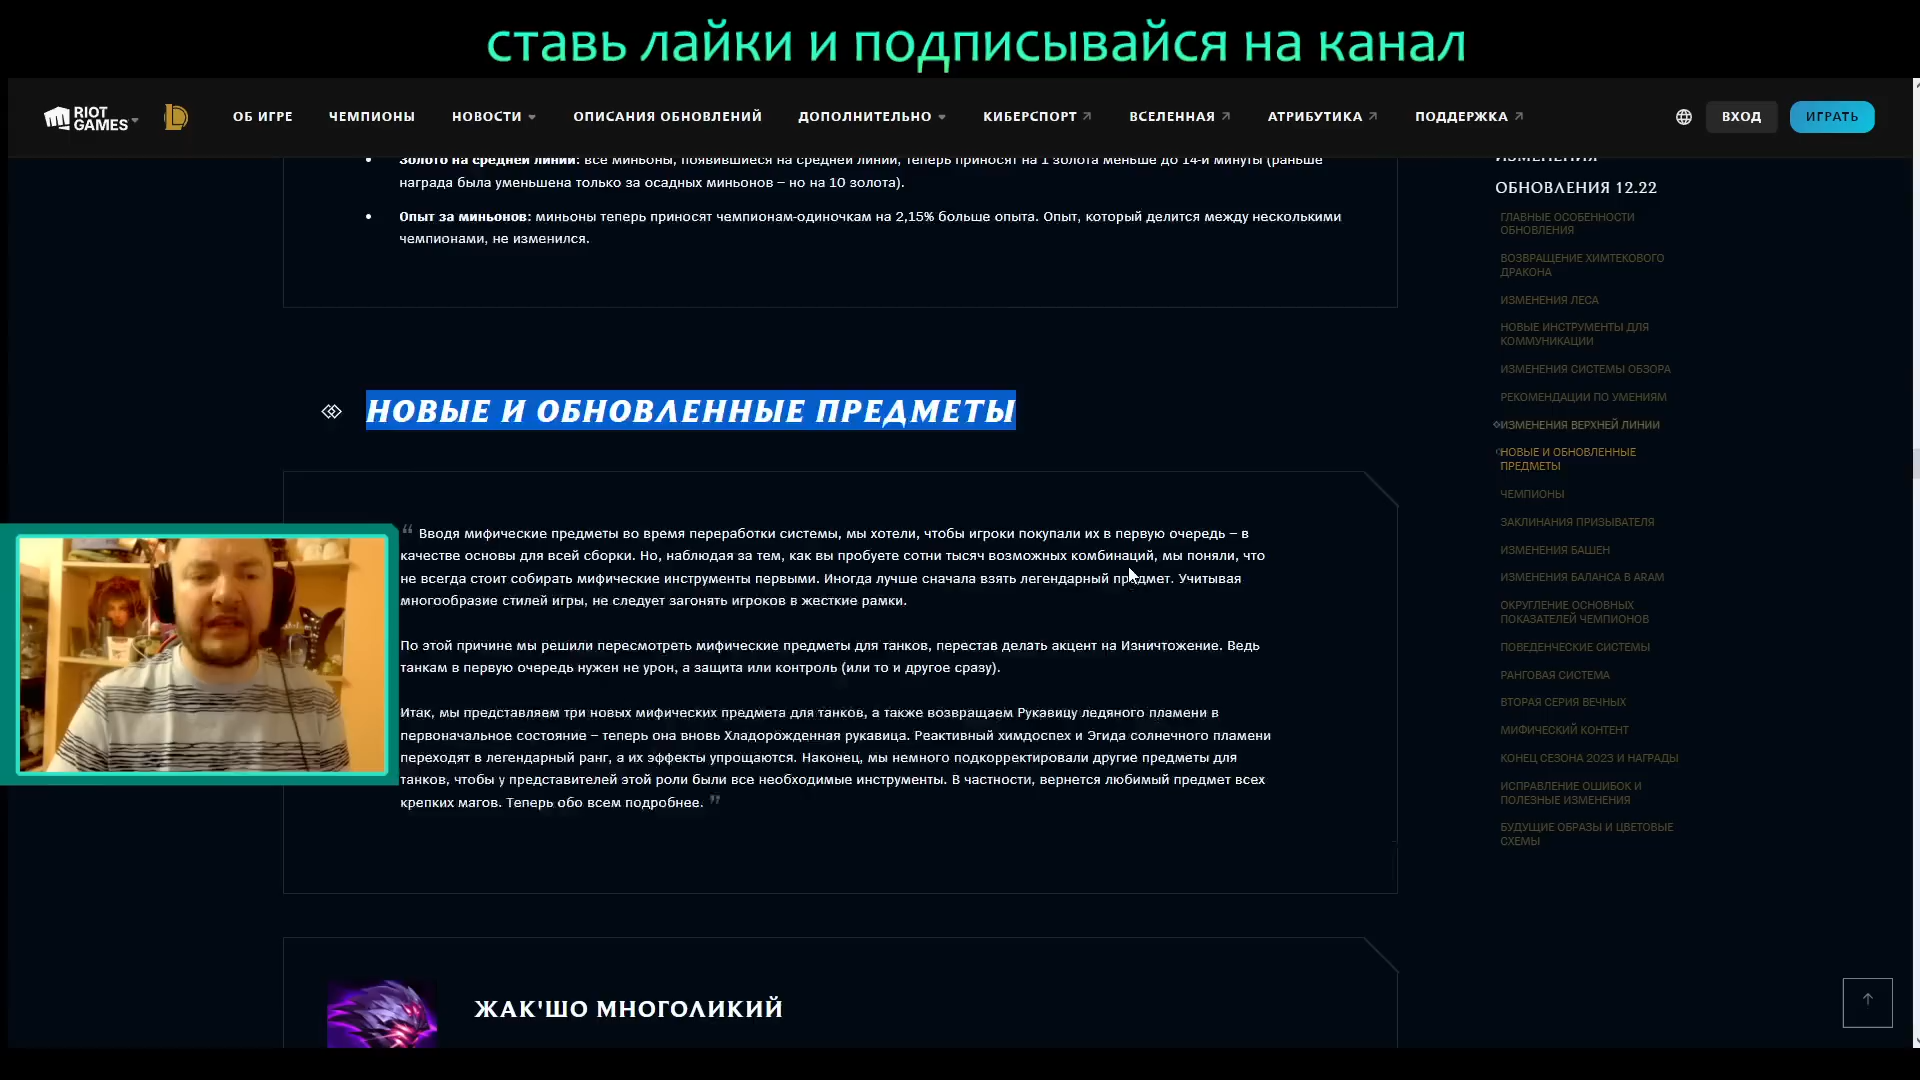 ставь лайки и подписывайся на канал
RIOT GAMES
ОБ ИГРЕ ЧЕМПИОНЫ НОВОСТИ ОПИСАНИЯ ОБНОВЛЕНИЙ ДОПОЛНИТЕЛЬНО КИБЕРСПОРТ ВСЕЛЕННАЯ АТРИБУТИКА ПОДДЕРЖКА ВХОД ИГРАТЬ
Золото на средней линии: все миньоны, появившиеся на средней линии, теперь приносят на 1 золота меньше до 14-й минуты (раньше
награда была уменьшена только за осадных миньонов – но на 10 золота).
Опыт за миньонов: миньоны теперь приносят чемпионам-одиночкам на 2,15% больше опыта. Опыт, который делится между несколькими
чемпионами, не изменился.
НОВЫЕ И ОБНОВЛЕННЫЕ ПРЕДМЕТЫ
“ Вводя мифические предметы во время переработки системы, мы хотели, чтобы игроки покупали их в первую очередь – в
качестве основы для всей сборки. Но, наблюдая за тем, как вы пробуете сотни тысяч возможных комбинаций, мы поняли, что
не всегда стоит собирать мифические инструменты первыми. Иногда лучше сначала взять легендарный предмет. Учитывая
многообразие стилей игры, не следует загонять игроков в жесткие рамки.
По этой причине мы решили пересмотреть мифические предметы для танков, перестав делать акцент на Изничтожение. Ведь
танкам в первую очередь нужен не урон, а защита или контроль (или то и другое сразу).
Итак, мы представляем три новых мифических предмета для танков, а также возвращаем Рукавицу ледяного пламени в
первоначальное состояние – теперь она вновь Хладорожденная рукавица. Реактивный химдоспех и Эгида солнечного пламени
переходят в легендарный ранг, а их эффекты упрощаются. Наконец, мы немного подкорректировали другие предметы для
танков, чтобы у представителей этой роли были все необходимые инструменты. В частности, вернется любимый предмет всех
крепких магов. Теперь обо всем подробнее. ”
ЖАК'ШО МНОГОЛИКИЙ
ИЗМЕНЕНИЯ
ОБНОВЛЕНИЯ 12.22
ГЛАВНЫЕ ОСОБЕННОСТИ
ОБНОВЛЕНИЯ
ВОЗВРАЩЕНИЕ ХИМТЕКОВОГО
ДРАКОНА
ИЗМЕНЕНИЯ ЛЕСА
НОВЫЕ ИНСТРУМЕНТЫ ДЛЯ
КОММУНИКАЦИИ
ИЗМЕНЕНИЯ СИСТЕМЫ ОБЗОРА
РЕКОМЕНДАЦИИ ПО УМЕНИЯМ
ИЗМЕНЕНИЯ ВЕРХНЕЙ ЛИНИИ
НОВЫЕ И ОБНОВЛЕННЫЕ
ПРЕДМЕТЫ
ЧЕМПИОНЫ
ЗАКЛИНАНИЯ ПРИЗЫВАТЕЛЯ
ИЗМЕНЕНИЯ БАШЕН
ИЗМЕНЕНИЯ БАЛАНСА В ARAM
ОКРУГЛЕНИЕ ОСНОВНЫХ
ПОКАЗАТЕЛЕЙ ЧЕМПИОНОВ
ПОВЕДЕНЧЕСКИЕ СИСТЕМЫ
РАНГОВАЯ СИСТЕМА
ВТОРАЯ СЕРИЯ ВЕЧНЫХ
МИФИЧЕСКИЙ КОНТЕНТ
КОНЕЦ СЕЗОНА 2023 И НАГРАДЫ
ИСПРАВЛЕНИЕ ОШИБОК И
ПОЛЕЗНЫЕ ИЗМЕНЕНИЯ
БУДУЩИЕ ОБРАЗЫ И ЦВЕТОВЫЕ
СХЕМЫ